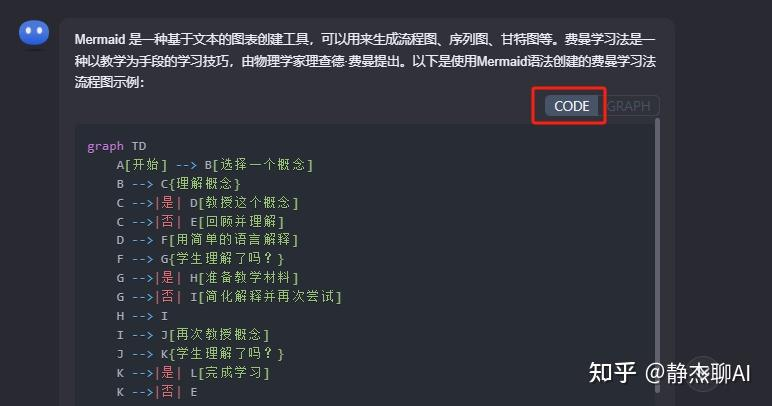 Mermaid 是一种基于文本的图表创建工具，可以用来生成流程图、序列图、甘特图等。费曼学习法是一
种以教学为手段的学习技巧，由物理学家理查德·费曼提出。以下是使用Mermaid语法创建的费曼学习法
流程图示例：
CODE GRAPH
graph TD
A[开始] --> B[选择一个概念]
B --> C{理解概念}
C -->|是| D[教授这个概念]
C -->|否| E[回顾并理解]
D --> F[用简单的语言解释]
F --> G{学生理解了吗？}
G -->|是| H[准备教学材料]
G -->|否| I[简化解释并再次尝试]
H --> I
I --> J[再次教授概念]
J --> K{学生理解了吗？}
K -->|是| L[完成学习]
K -->|否| E
知乎 @静杰聊AI